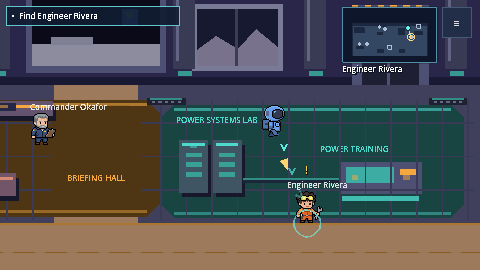 • Find Engineer Rivera
Engineer Rivera
Commander Okafor
POWER SYSTEMS LAB
POWER TRAINING
BRIEFING HALL
Engineer Rivera
!